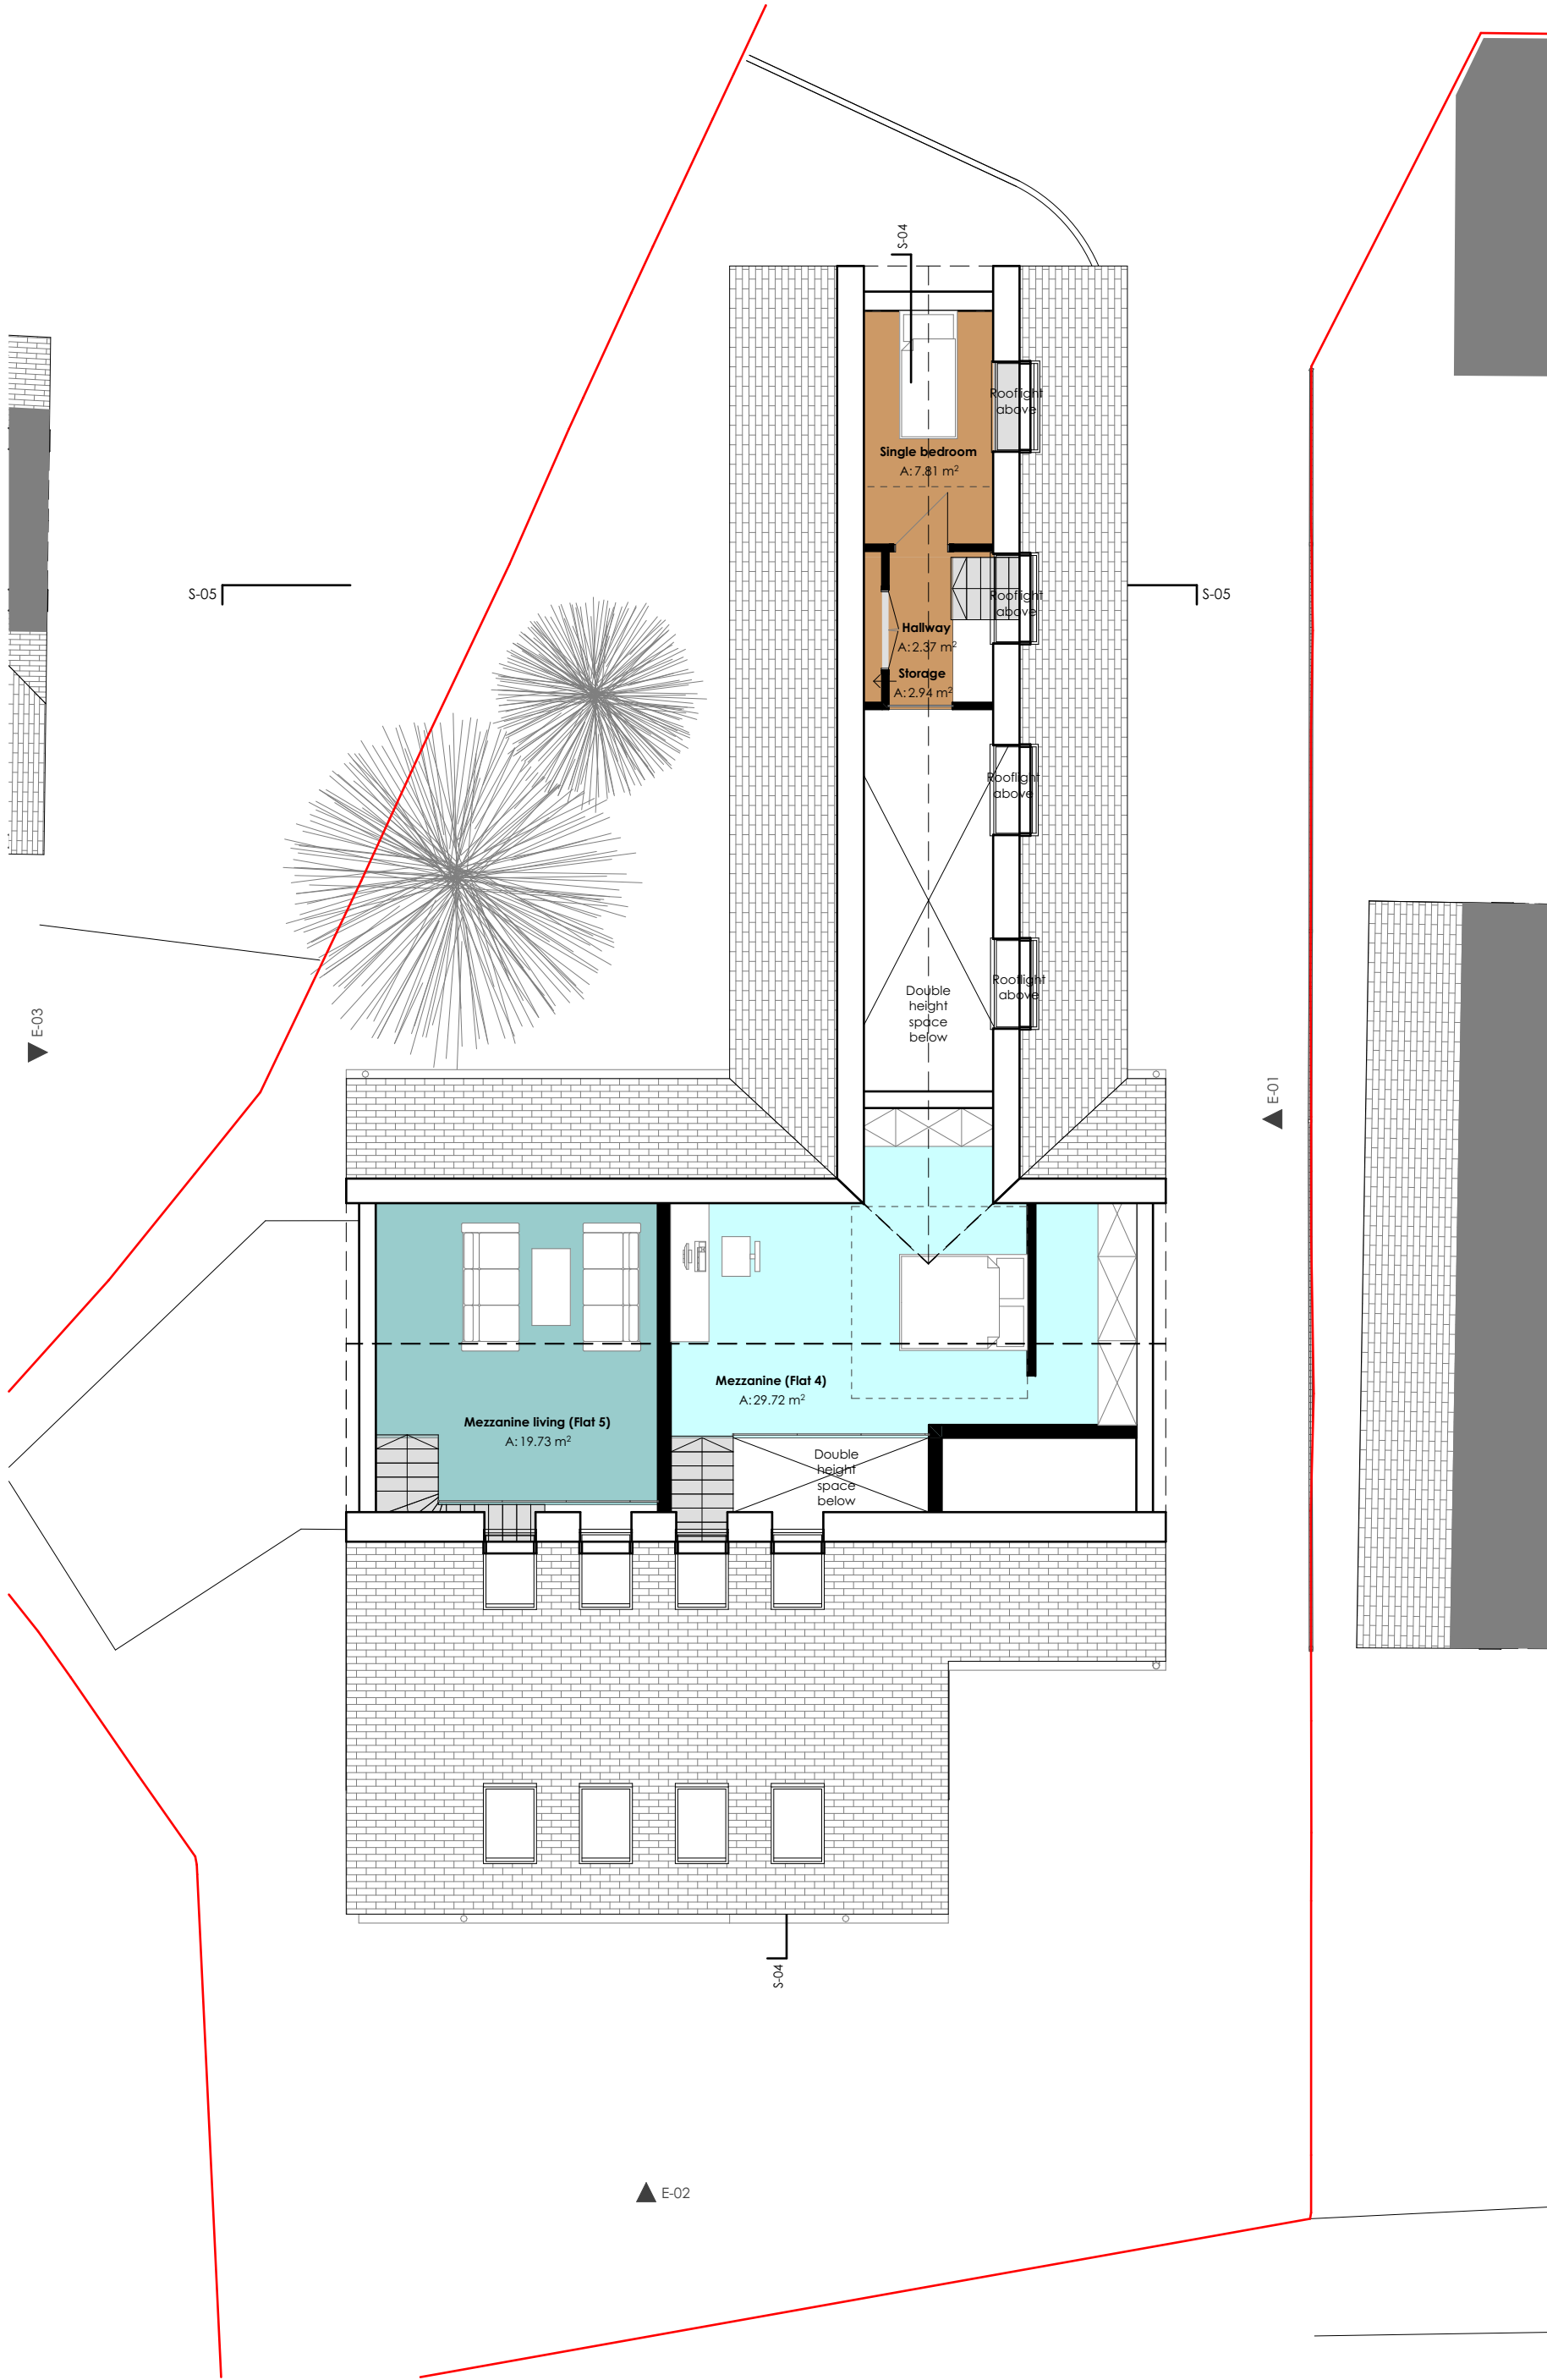 S-04
Rooflight
above
Single bedroom
A: 7.81 m²
S-05
S-05
Rooflight
above
Hallway
A: 2.37 m²
Storage
A: 2.94 m²
Rooflight
above
Rooflight
above
Double
height
space
below
E-03
E-01
Mezzanine (Flat 4)
A: 29.72 m²
Mezzanine living (Flat 5)
A: 19.73 m²
Double
height
space
below
S-04
E-02